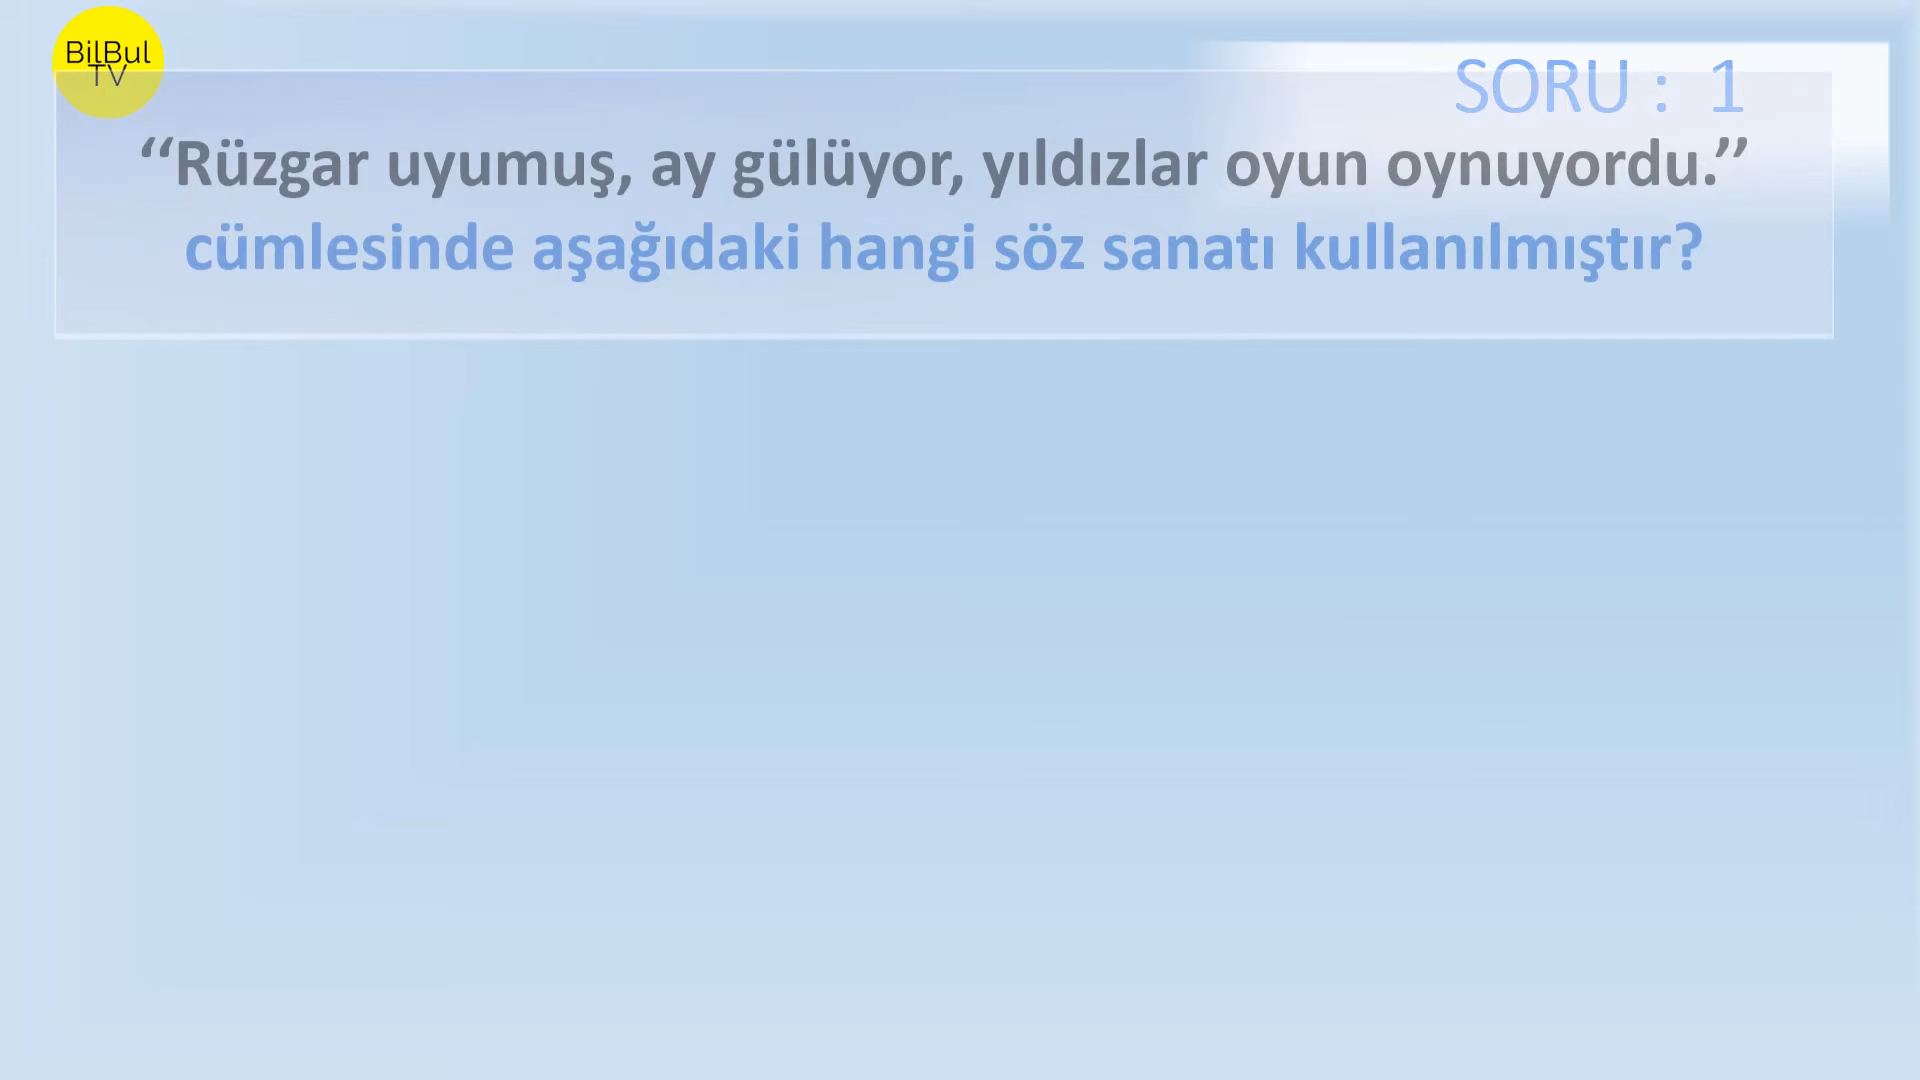 BilBul
TV
SORU : 1
‘‘Rüzgar uyumuş, ay gülüyor, yıldızlar oyun oynuyordu.’’
cümlesinde aşağıdaki hangi söz sanatı kullanılmıştır?